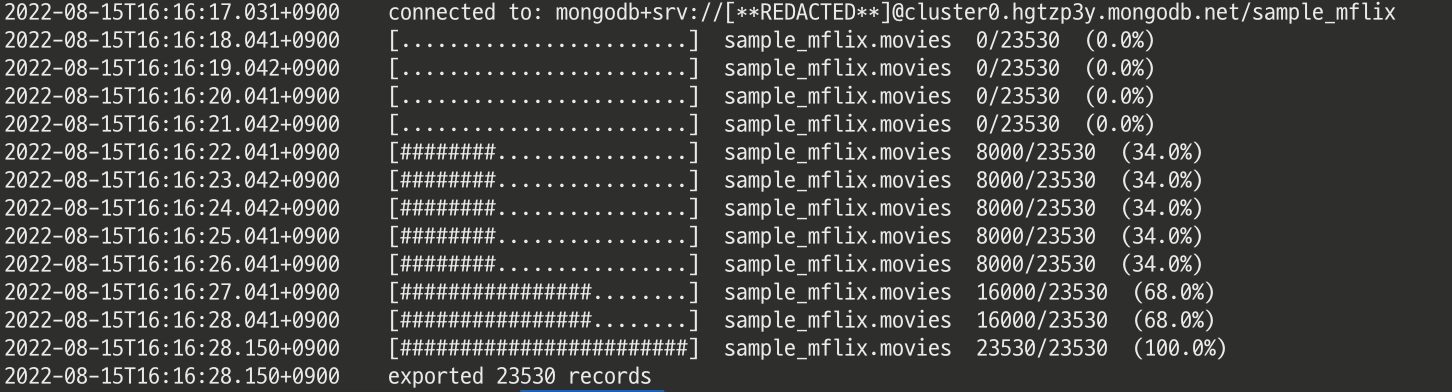 2022-08-15T16:16:17.031+0900    connected to: mongodb+srv://[**REDACTED**]@cluster0.hgtzp3y.mongodb.net/sample_mflix
2022-08-15T16:16:18.041+0900    [........................]  sample_mflix.movies  0/23530  (0.0%)
2022-08-15T16:16:19.042+0900    [........................]  sample_mflix.movies  0/23530  (0.0%)
2022-08-15T16:16:20.041+0900    [........................]  sample_mflix.movies  0/23530  (0.0%)
2022-08-15T16:16:21.042+0900    [........................]  sample_mflix.movies  0/23530  (0.0%)
2022-08-15T16:16:22.041+0900    [########................]  sample_mflix.movies  8000/23530  (34.0%)
2022-08-15T16:16:23.042+0900    [########................]  sample_mflix.movies  8000/23530  (34.0%)
2022-08-15T16:16:24.042+0900    [########................]  sample_mflix.movies  8000/23530  (34.0%)
2022-08-15T16:16:25.041+0900    [########................]  sample_mflix.movies  8000/23530  (34.0%)
2022-08-15T16:16:26.041+0900    [########................]  sample_mflix.movies  8000/23530  (34.0%)
2022-08-15T16:16:27.041+0900    [################........]  sample_mflix.movies  16000/23530  (68.0%)
2022-08-15T16:16:28.041+0900    [################........]  sample_mflix.movies  16000/23530  (68.0%)
2022-08-15T16:16:28.150+0900    [########################]  sample_mflix.movies  23530/23530  (100.0%)
2022-08-15T16:16:28.150+0900    exported 23530 records